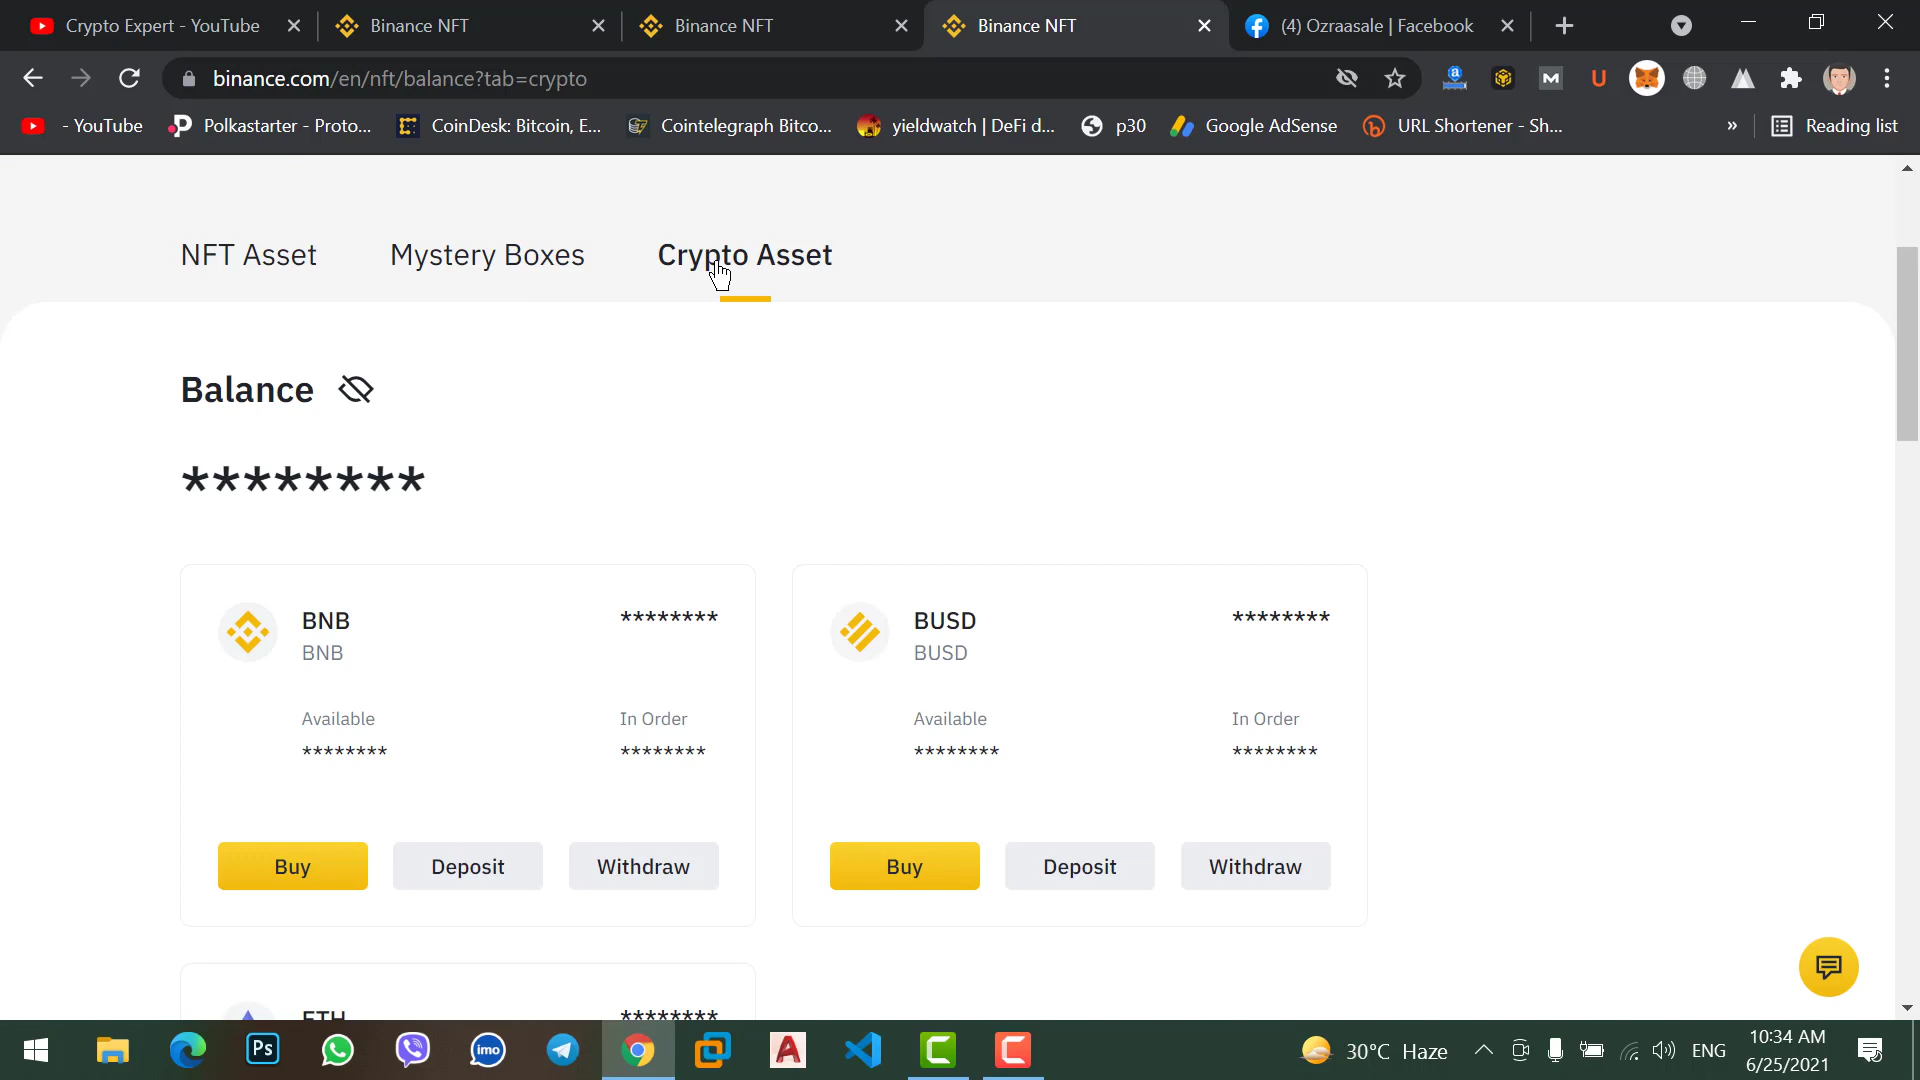 Crypto Expert - YouTube
Binance NFT
Binance NFT
Binance NFT
(4) Ozraasale | Facebook
binance.com/en/nft/balance?tab=crypto
- YouTube
Polkastarter - Proto...
CoinDesk: Bitcoin, E...
Cointelegraph Bitco...
yieldwatch | DeFi d...
p30
Google AdSense
URL Shortener - Sh...
»
Reading list
NFT Asset
Mystery Boxes
Crypto Asset
Balance
********
BNB
********
BNB
Available
In Order
********
********
Buy
Deposit
Withdraw
BUSD
********
BUSD
Available
In Order
********
********
Buy
Deposit
Withdraw
ETH
********
Ps
imo
30°C Haze
ENG
10:34 AM
6/25/2021